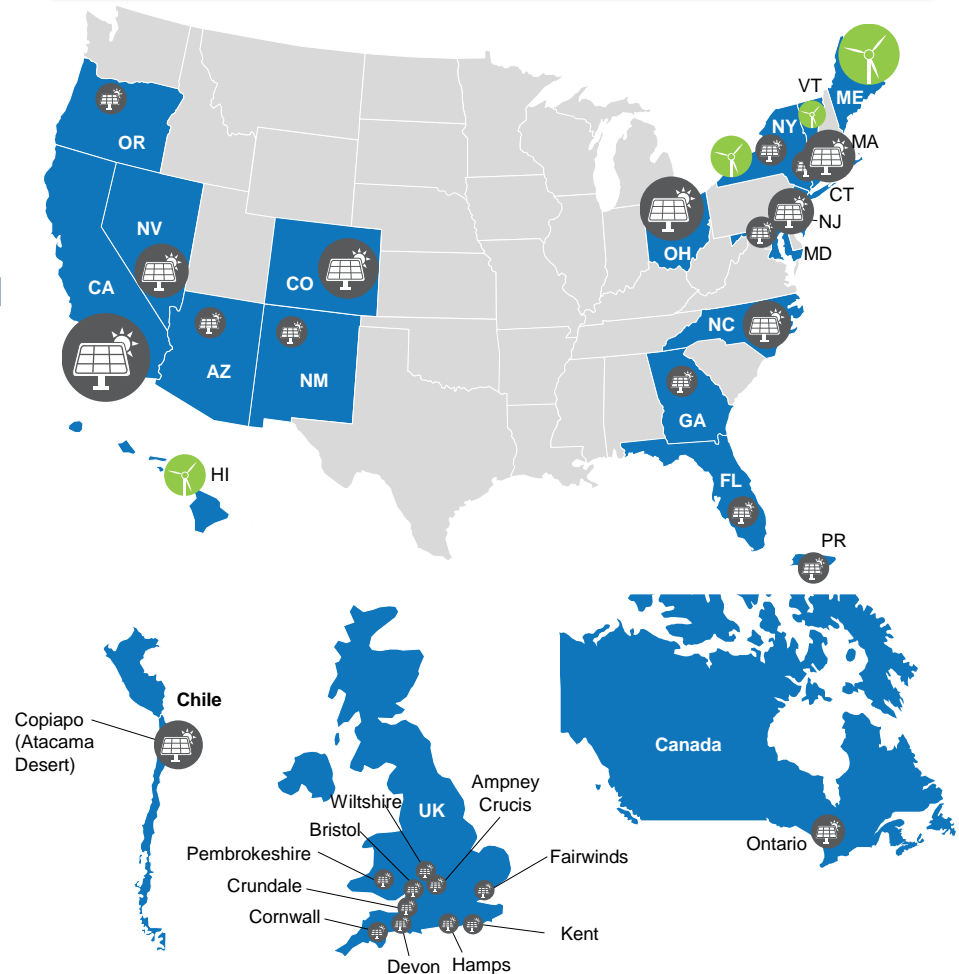 VT
ME
OR
NY
MA
CT
NJ
NV
MD
OH
CO
CA
NC
AZ
NM
GA
HI
FL
PR
Chile
Copiapo
(Atacama
Desert)
Canada
Ontario
UK
Ampney
Crucis
Wiltshire
Bristol
Pembrokeshire
Fairwinds
Crundale
Cornwall
Kent
Devon
Hamps